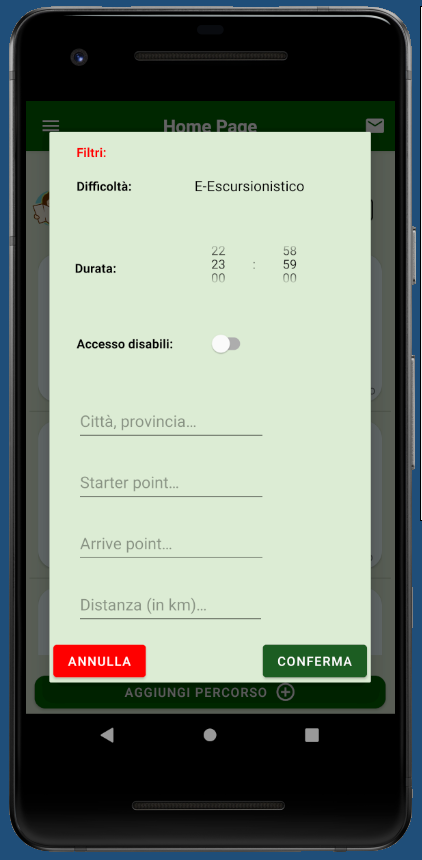 Home Page
Filtri:
Difficoltà:
E-Escursionistico
Durata:
22 58
23 : 59
00 00
Accesso disabili:
Città, provincia...
Starter point...
Arrive point...
Distanza (in km)...
ANNULLA
CONFERMA
AGGIUNGI PERCORSO